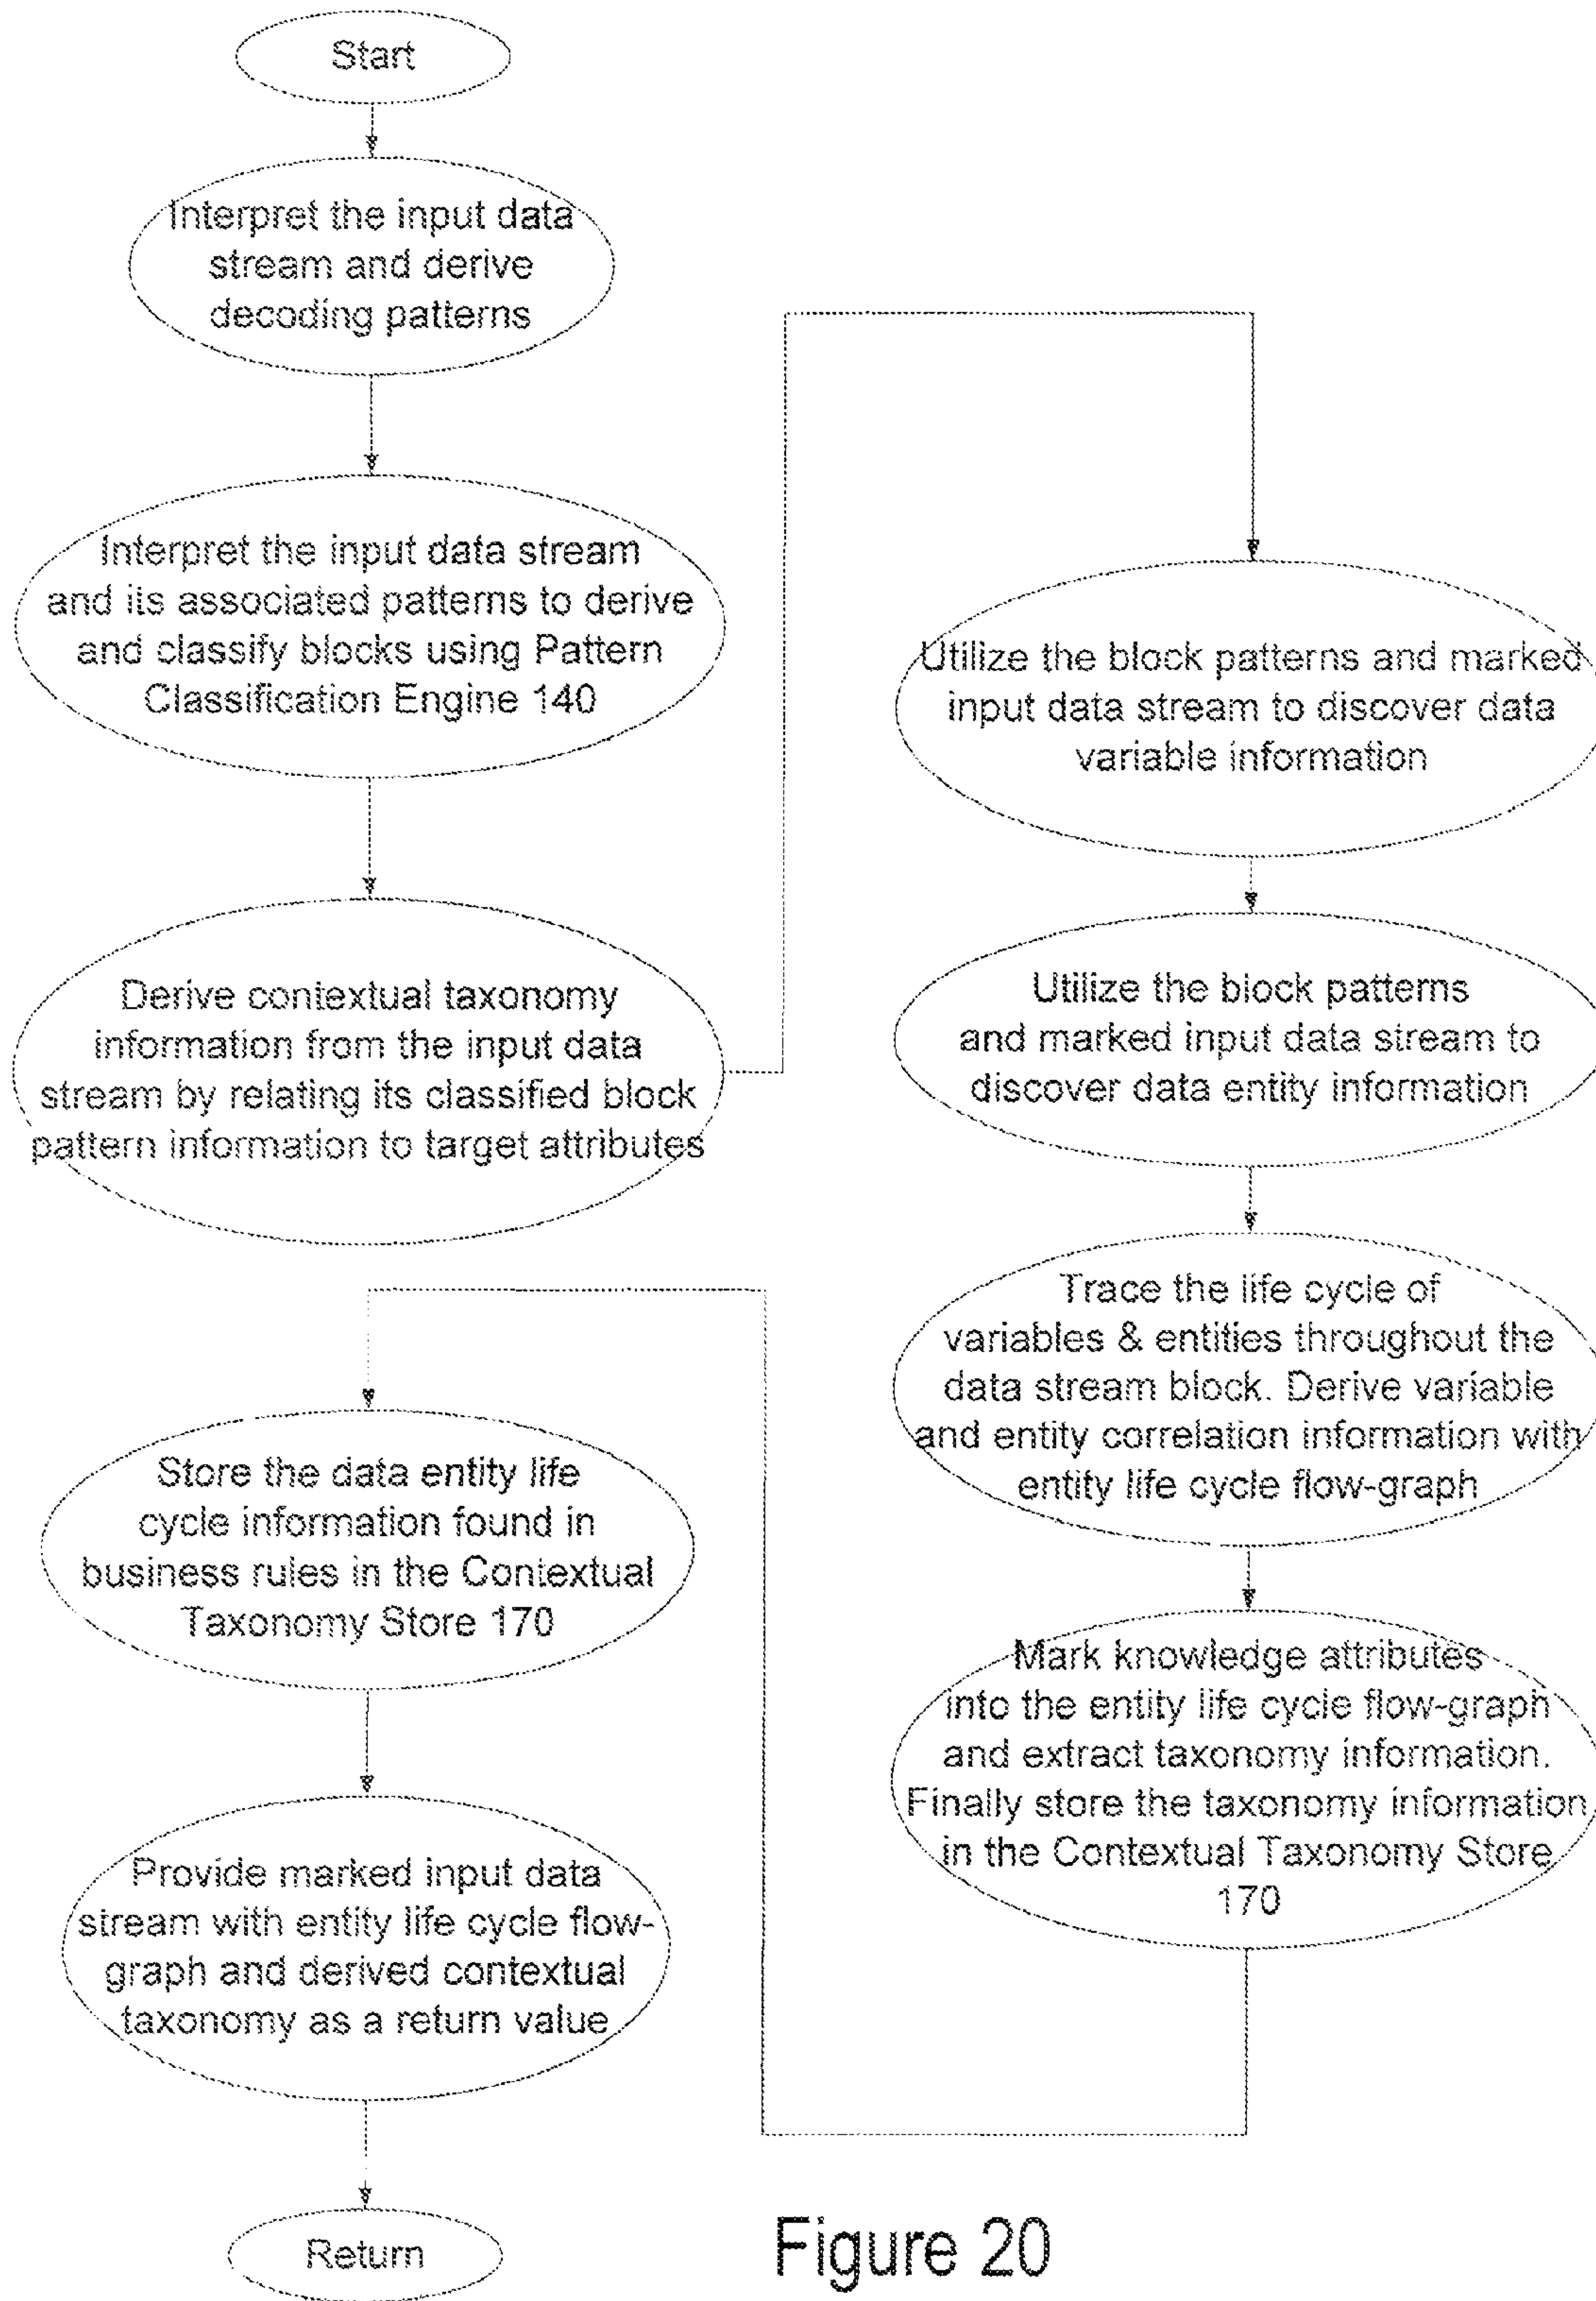 Start
Interpret the input data
stream and derive
decoding patterns
Interpret the input data stream
and its associated patterns to derive
and classify blocks using Pattern
Classification Engine 140
Derive contextual taxonomy
information from the input data
stream by relating its classified block
pattern information to target attributes
Utilize the block patterns and marked
input data stream to discover data
variable information
Utilize the block patterns
and marked input data stream to
discover data entity information
Trace the life cycle of
variables & entities throughout the
data stream block. Derive variable
and entity correlation information with
entity life cycle flow-graph
Mark knowledge attributes
into the entity life cycle flow-graph
and extract taxonomy information.
Finally store the taxonomy information
in the Contextual Taxonomy Store
170
Store the data entity life
cycle information found in
business rules in the Contextual
Taxonomy Store 170
Provide marked input data
stream with entity life cycle flow-
graph and derived contextual
taxonomy as a return value
Return
Figure 20